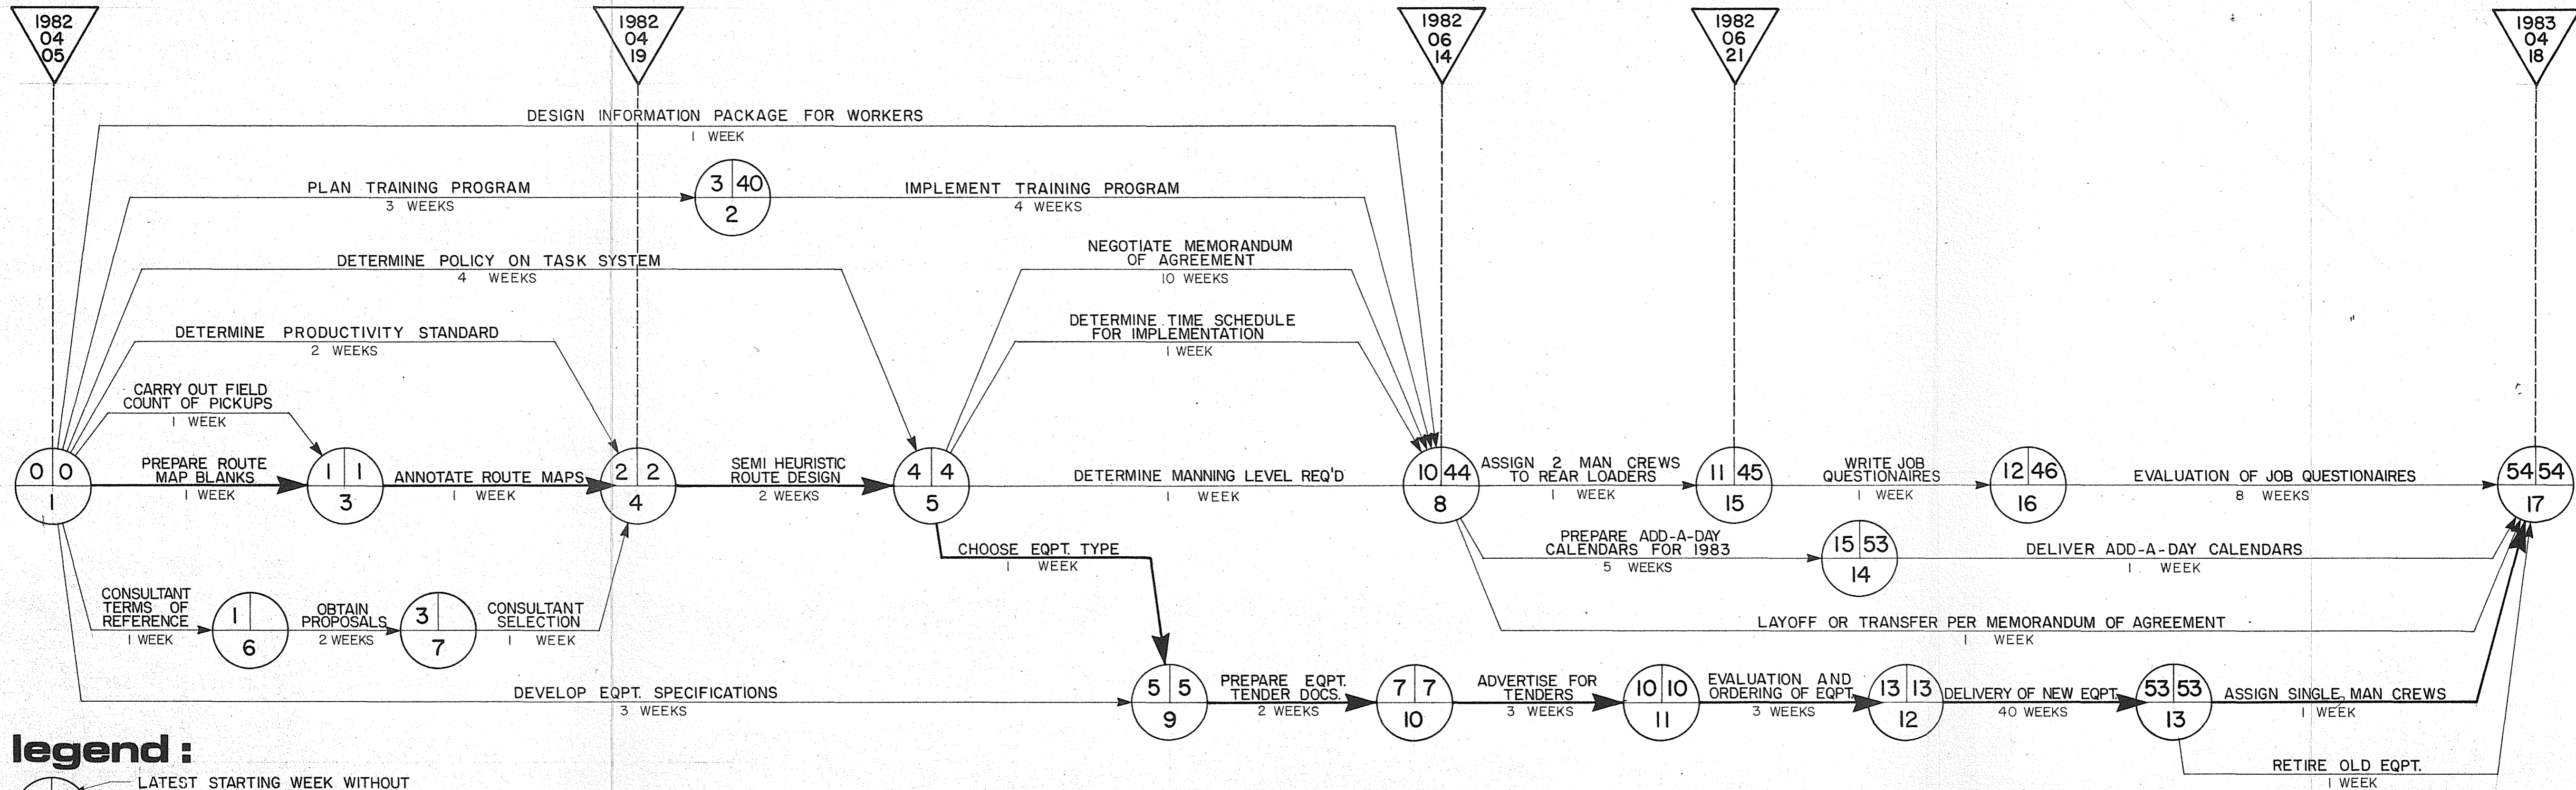 1982
04
05
1982
04
19
1982
06
14
1982
06
21
1983
04
18
DESIGN INFORMATION PACKAGE FOR WORKERS
1 WEEK
PLAN TRAINING PROGRAM
3 WEEKS
3 40
2
IMPLEMENT TRAINING PROGRAM
4 WEEKS
DETERMINE POLICY ON TASK SYSTEM
4 WEEKS
NEGOTIATE MEMORANDUM
OF AGREEMENT
10 WEEKS
DETERMINE PRODUCTIVITY STANDARD
2 WEEKS
DETERMINE TIME SCHEDULE
FOR IMPLEMENTATION
1 WEEK
CARRY OUT FIELD
COUNT OF PICKUPS
1 WEEK
0 0
1
PREPARE ROUTE
MAP BLANKS
1 WEEK
1 1
3
ANNOTATE ROUTE MAPS
1 WEEK
2 2
4
SEMI HEURISTIC
ROUTE DESIGN
2 WEEKS
4 4
5
DETERMINE MANNING LEVEL REQ'D
1 WEEK
10 44
8
ASSIGN 2 MAN CREWS
TO REAR LOADERS
1 WEEK
11 45
15
WRITE JOB
QUESTIONAIRES
1 WEEK
12 46
16
EVALUATION OF JOB QUESTIONAIRES
8 WEEKS
54 54
17
CHOOSE EQPT. TYPE
1 WEEK
PREPARE ADD-A-DAY
CALENDARS FOR 1983
5 WEEKS
15 53
14
DELIVER ADD-A-DAY CALENDARS
1 WEEK
CONSULTANT
TERMS OF
REFERENCE
1 WEEK
1
6
OBTAIN
PROPOSALS
2 WEEKS
3
7
CONSULTANT
SELECTION
1 WEEK
LAYOFF OR TRANSFER PER MEMORANDUM OF AGREEMENT
1 WEEK
DEVELOP EQPT. SPECIFICATIONS
3 WEEKS
5 5
9
PREPARE EQPT.
TENDER DOCS.
2 WEEKS
7 7
10
ADVERTISE FOR
TENDERS
3 WEEKS
10 10
11
EVALUATION AND
ORDERING OF EQPT.
3 WEEKS
13 13
12
DELIVERY OF NEW EQPT.
40 WEEKS
53 53
13
ASSIGN SINGLE MAN CREWS
1 WEEK
RETIRE OLD EQPT.
1 WEEK
legend:
LATEST STARTING WEEK WITHOUT